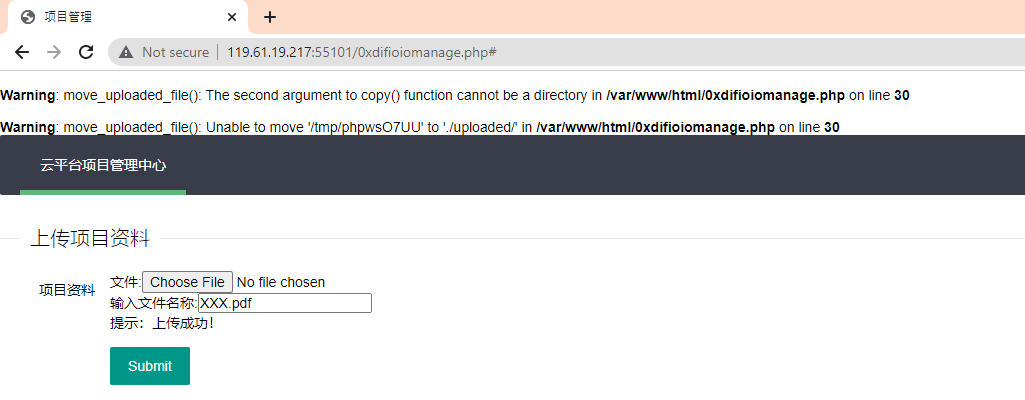 项目管理
Not secure 119.61.19.217:55101/0xdifioiomanage.php#
Warning: move_uploaded_file(): The second argument to copy() function cannot be a directory in /var/www/html/0xdifioiomanage.php on line 30
Warning: move_uploaded_file(): Unable to move '/tmp/phpwsO7UU' to './uploaded/' in /var/www/html/0xdifioiomanage.php on line 30
云平台项目管理中心
上传项目资料
项目资料
文件: Choose File No file chosen
输入文件名称: XXX.pdf
提示：上传成功！
Submit